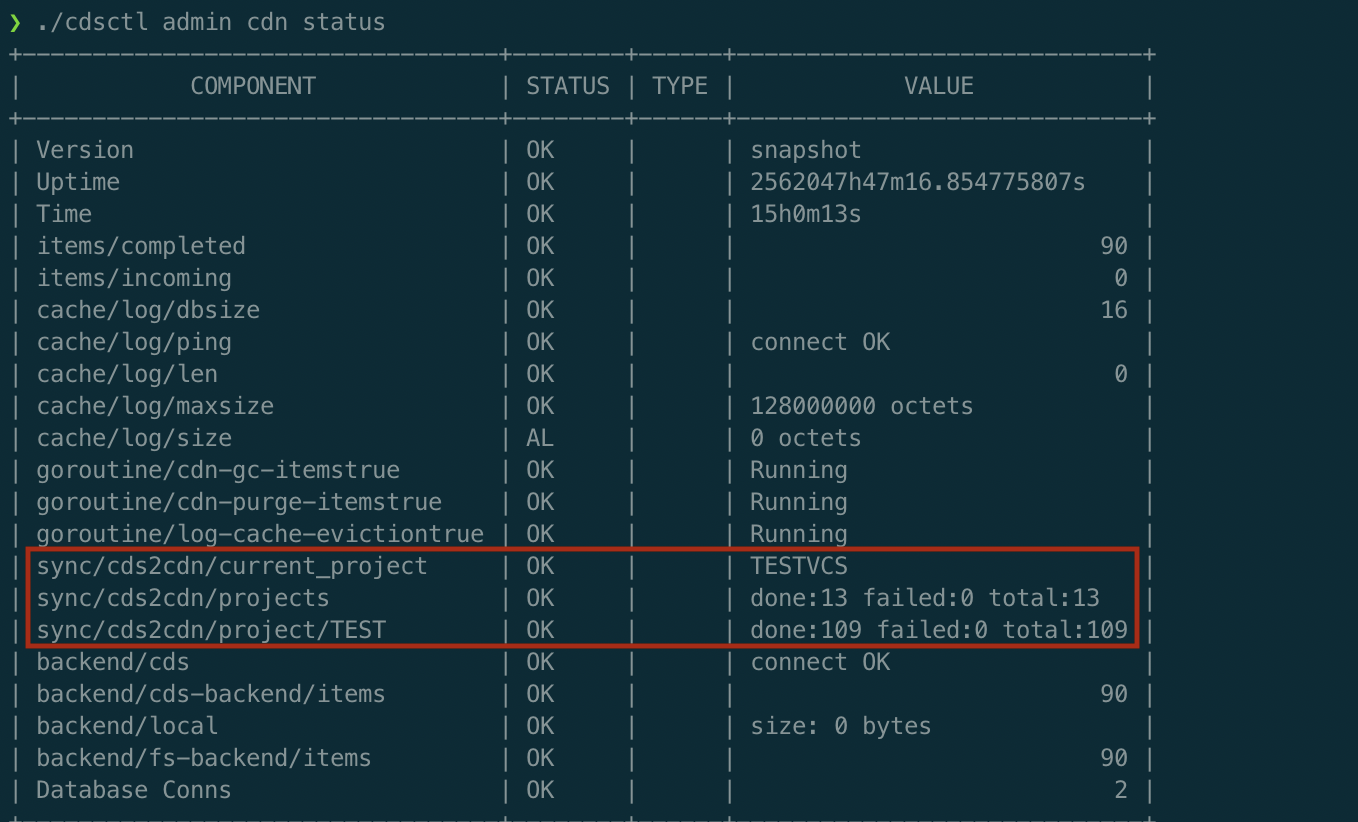 ❯ ./cdsctl admin cdn status
+----------------------------------+--------+------+-----------------------------+
| COMPONENT | STATUS | TYPE | VALUE |
+----------------------------------+--------+------+-----------------------------+
| Version | OK | | snapshot |
| Uptime | OK | | 2562047h47m16.854775807s |
| Time | OK | | 15h0m13s |
| items/completed | OK | | 90 |
| items/incoming | OK | | 0 |
| cache/log/dbsize | OK | | 16 |
| cache/log/ping | OK | | connect OK |
| cache/log/len | OK | | 0 |
| cache/log/maxsize | OK | | 128000000 octets |
| cache/log/size | AL | | 0 octets |
| goroutine/cdn-gc-itemstrue | OK | | Running |
| goroutine/cdn-purge-itemstrue | OK | | Running |
| goroutine/log-cache-evictiontrue | OK | | Running |
| sync/cds2cdn/current_project | OK | | TESTVCS |
| sync/cds2cdn/projects | OK | | done:13 failed:0 total:13 |
| sync/cds2cdn/project/TEST | OK | | done:109 failed:0 total:109 |
| backend/cds | OK | | connect OK |
| backend/cds-backend/items | OK | | 90 |
| backend/local | OK | | size: 0 bytes |
| backend/fs-backend/items | OK | | 90 |
| Database Conns | OK | | 2 |